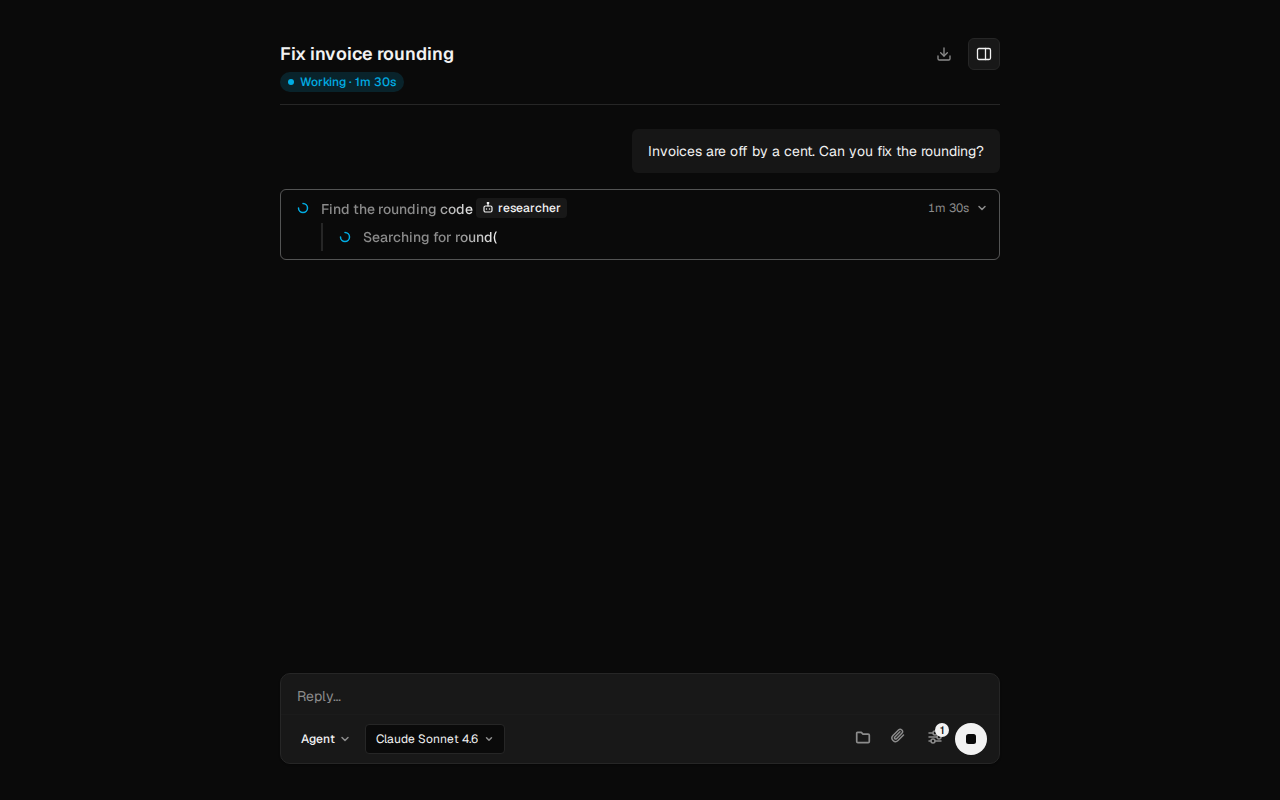 Fix invoice rounding
Working · 1m 30s
Invoices are off by a cent. Can you fix the rounding?
Find the rounding code researcher 1m 30s
Searching for round(
Reply...
Agent Claude Sonnet 4.6 1